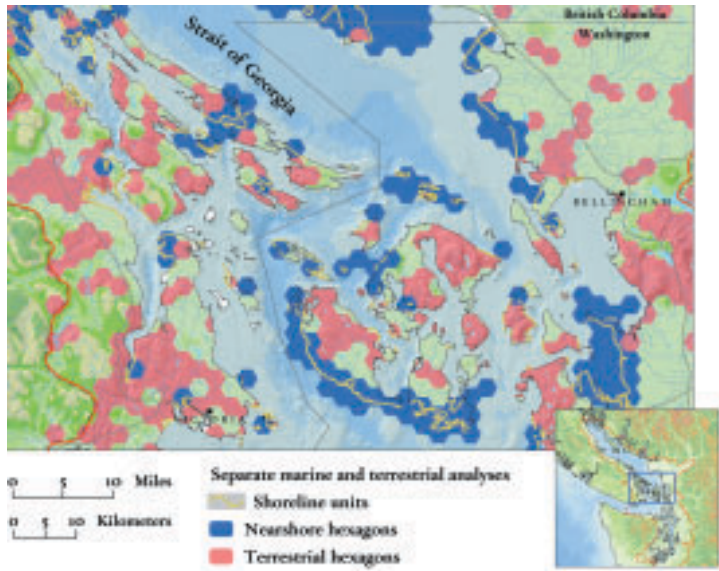 British Columbia
Washington
Strait of Georgia
BELLINGHAM
0 5 10 Miles
0 5 10 Kilometers
Separate marine and terrestrial analyses
Shoreline units
Nearshore hexagons
Terrestrial hexagons